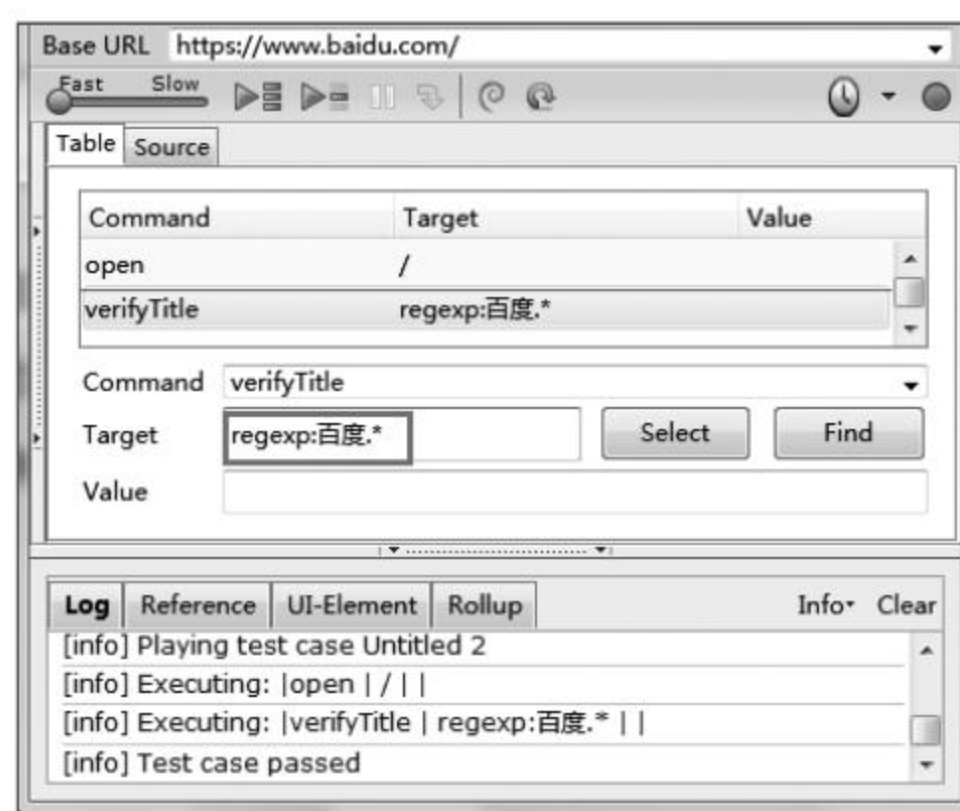 Base URL https://www.baidu.com/
Fast Slow
Table Source
Command Target Value
open /
verifyTitle regexp:百度.*
Command verifyTitle
Target regexp:百度.* Select Find
Value
Log Reference UI-Element Rollup Info Clear
[info] Playing test case Untitled 2
[info] Executing: |open | / | |
[info] Executing: |verifyTitle | regexp:百度.* | |
[info] Test case passed